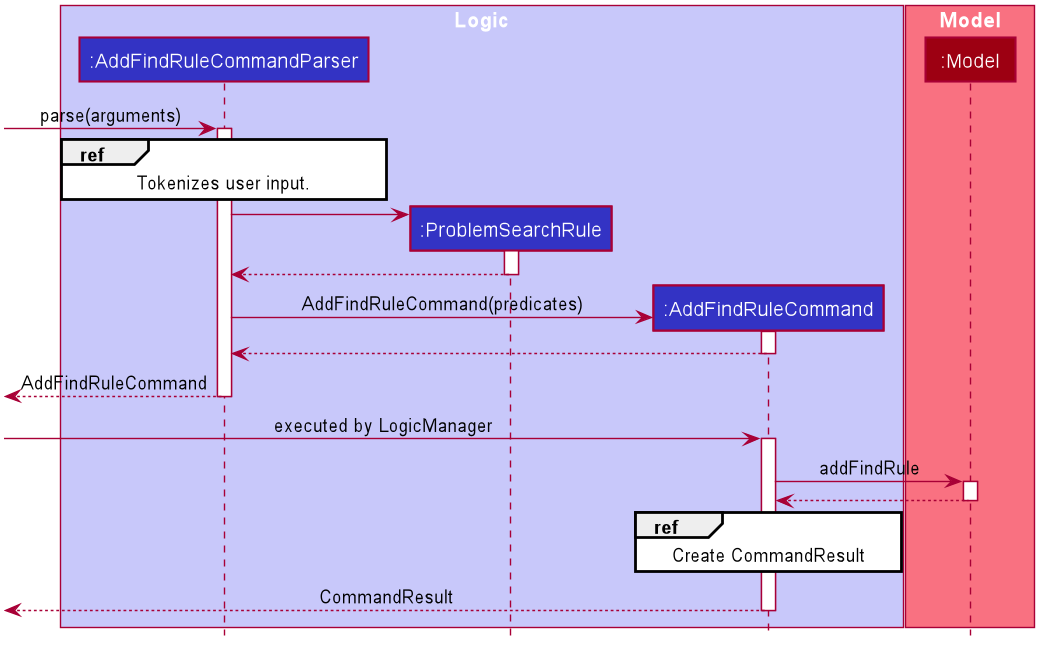 Logic
Model
:AddFindRuleCommandParser
:Model
parse(arguments)
ref
Tokenizes user input.
:ProblemSearchRule
AddFindRuleCommand(predicates)
:AddFindRuleCommand
AddFindRuleCommand
executed by LogicManager
addFindRule
ref
Create CommandResult
CommandResult